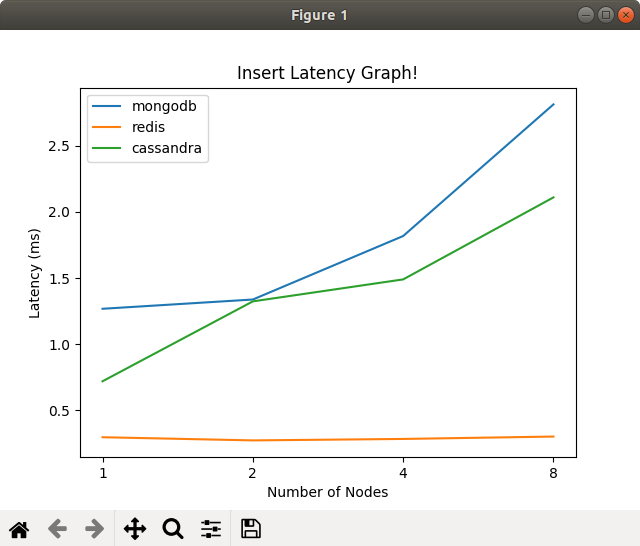 Figure 1
Insert Latency Graph!
mongodb
redis
cassandra
2.5
2.0
1.5
1.0
0.5
Latency (ms)
1 2 4 8
Number of Nodes